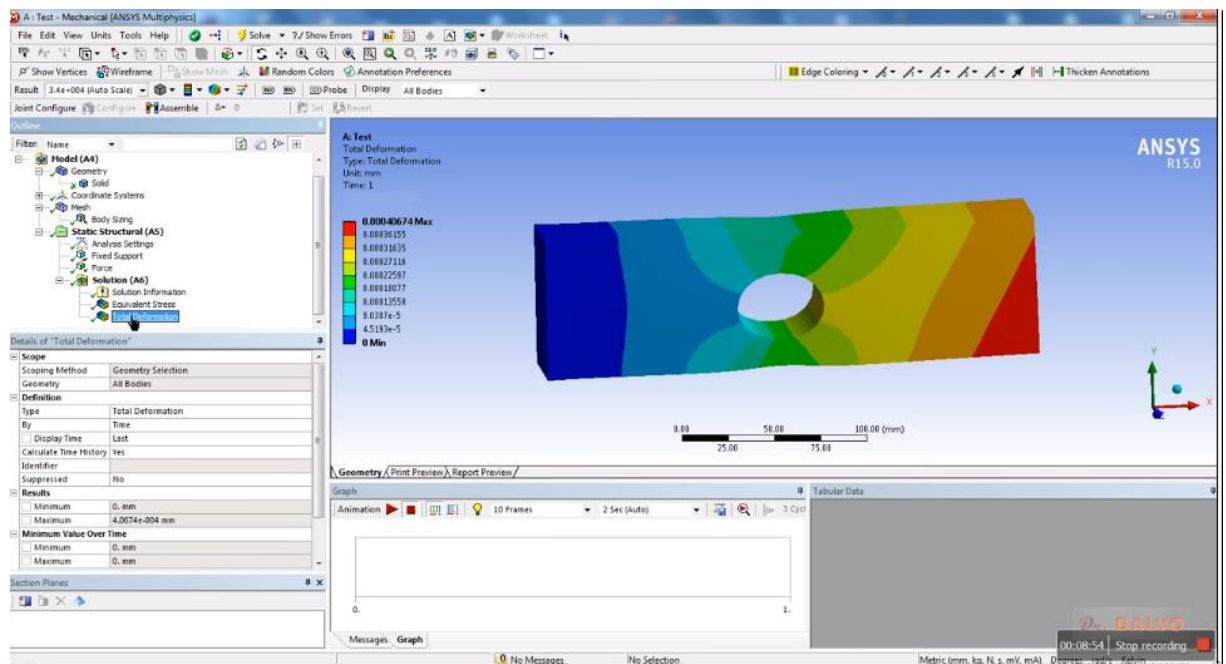 A : Test - Mechanical [ANSYS Multiphysics]
File Edit View Units Tools Help Solve ?/ Show Errors Worksheet
Show Vertices Wireframe Show Mesh Random Colors Annotation Preferences Edge Coloring Thicken Annotations
Result 3.4e+004 (Auto Scale) Probe Display All Bodies
Joint Configure Configure Assemble Δ= 0 Set Revert
Outline
Filter: Name
Model (A4)
Geometry
Solid
Coordinate Systems
Mesh
Body Sizing
Static Structural (A5)
Analysis Settings
Fixed Support
Force
Solution (A6)
Solution Information
Equivalent Stress
Total Deformation
Details of "Total Deformation"
Scope
Scoping Method Geometry Selection
Geometry All Bodies
Definition
Type Total Deformation
By Time
Display Time Last
Calculate Time History Yes
Identifier
Suppressed No
Results
Minimum 0. mm
Maximum 4.0674e-004 mm
Minimum Value Over Time
Minimum 0. mm
Maximum 0. mm
Section Planes
A: Test
Total Deformation
Type: Total Deformation
Unit: mm
Time: 1
0.00040674 Max
0.00036155
0.00031635
0.00027116
0.00022597
0.00018077
0.00013558
9.0387e-5
4.5193e-5
0 Min
ANSYS
R15.0
Y
X
0.00 50.00 100.00 (mm)
25.00 75.00
Geometry Print Preview Report Preview
Graph
Animation 10 Frames 2 Sec (Auto) 3 Cycl
0. 1.
Messages Graph
Tabular Data
00:08:54 Stop recording
0 No Messages No Selection Metric (mm, kg, N, s, mV, mA) Degrees rad/s Kelvin